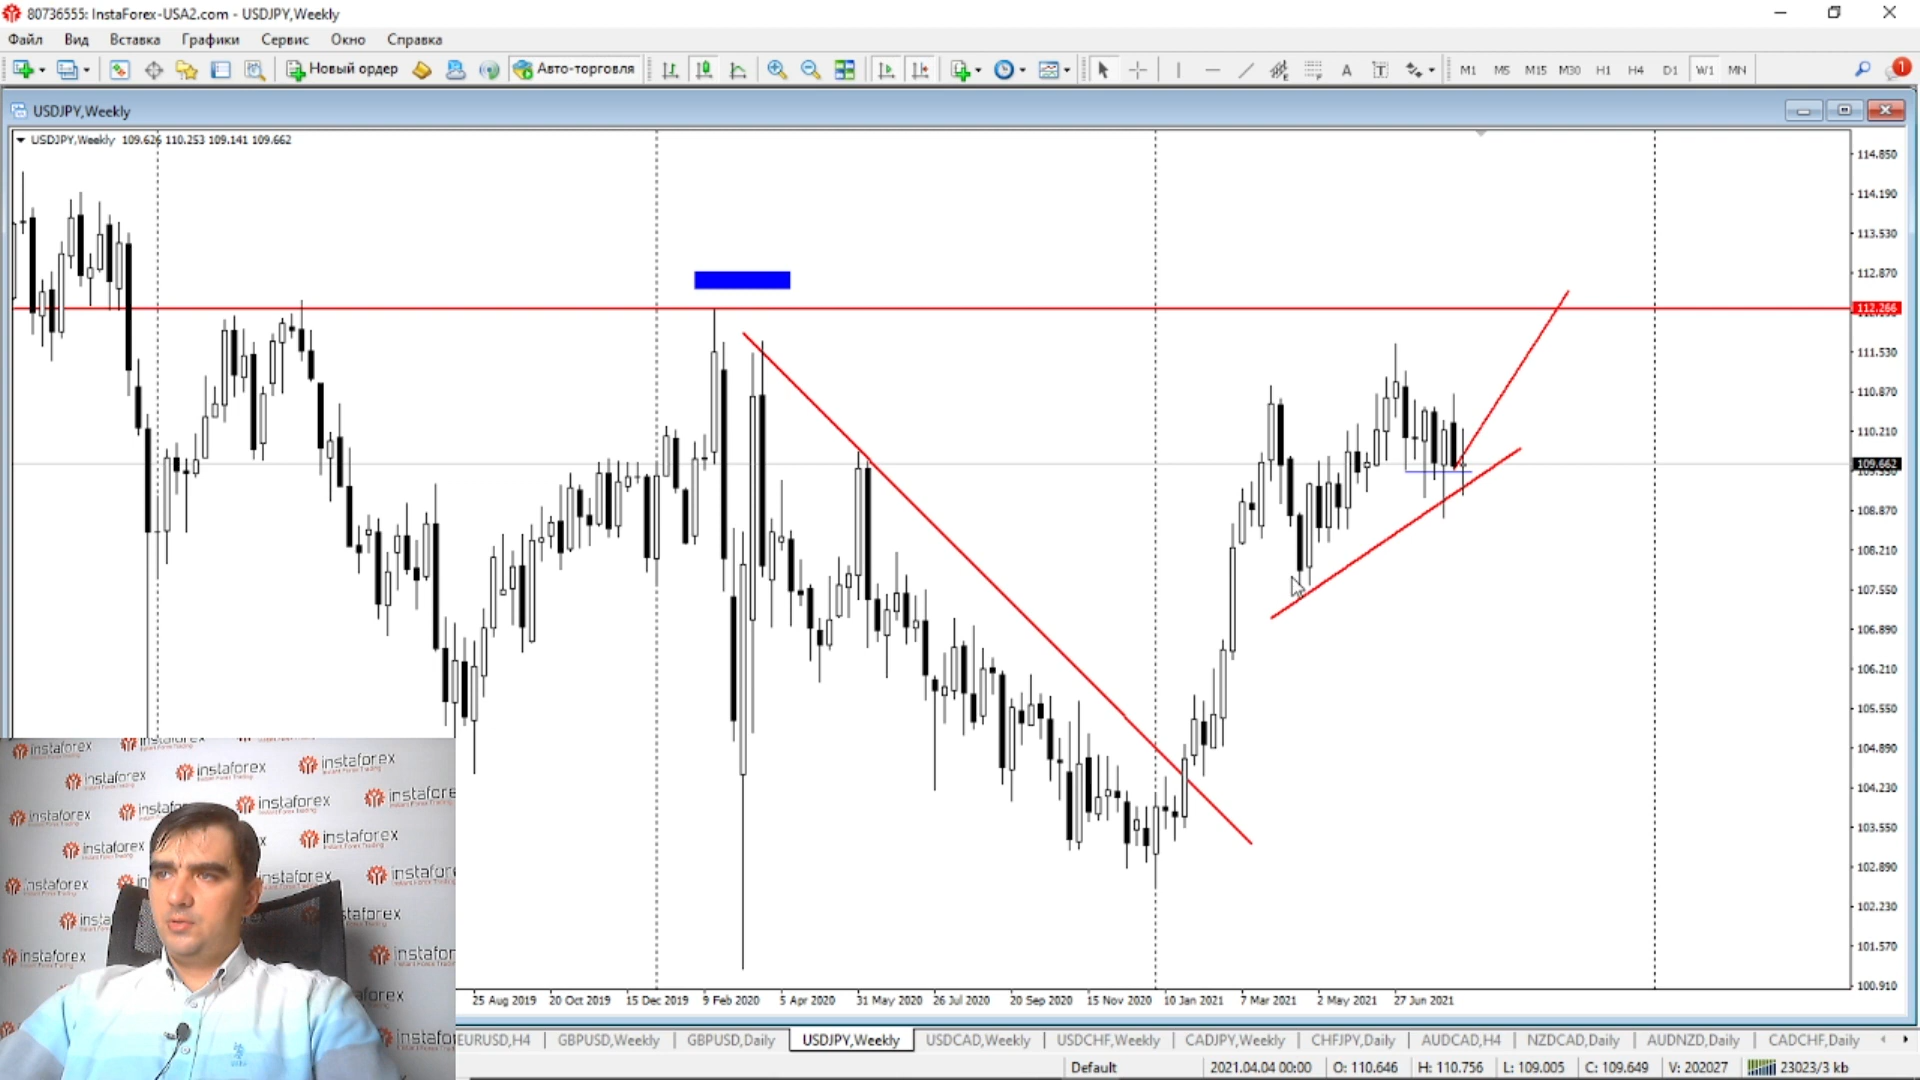 80736555: InstaForex-USA2.com - USDJPY,Weekly
Файл Вид Вставка Графики Сервис Окно Справка
Новый ордер Авто-торговля A T M1 M5 M15 M30 H1 H4 D1 W1 MN 1
USDJPY,Weekly
USDJPY,Weekly 109.626 110.253 109.141 109.662
114.850
114.190
113.530
112.870
112.266
111.530
110.870
110.210
109.662
108.870
108.210
107.550
106.890
106.210
105.550
104.890
104.230
103.550
102.890
102.230
101.570
100.910
instaforex
Instant Forex Trading
25 Aug 2019 20 Oct 2019 15 Dec 2019 9 Feb 2020 5 Apr 2020 31 May 2020 26 Jul 2020 20 Sep 2020 15 Nov 2020 10 Jan 2021 7 Mar 2021 2 May 2021 27 Jun 2021
EURUSD,H4 GBPUSD,Weekly GBPUSD,Daily USDJPY,Weekly USDCAD,Weekly USDCHF,Weekly CADJPY,Weekly CHFJPY,Daily AUDCAD,H4 NZDCAD,Daily AUDNZD,Daily CADCHF,Daily
Default 2021.04.04 00:00 O: 110.646 H: 110.756 L: 109.005 C: 109.649 V: 202027 23023/3 kb